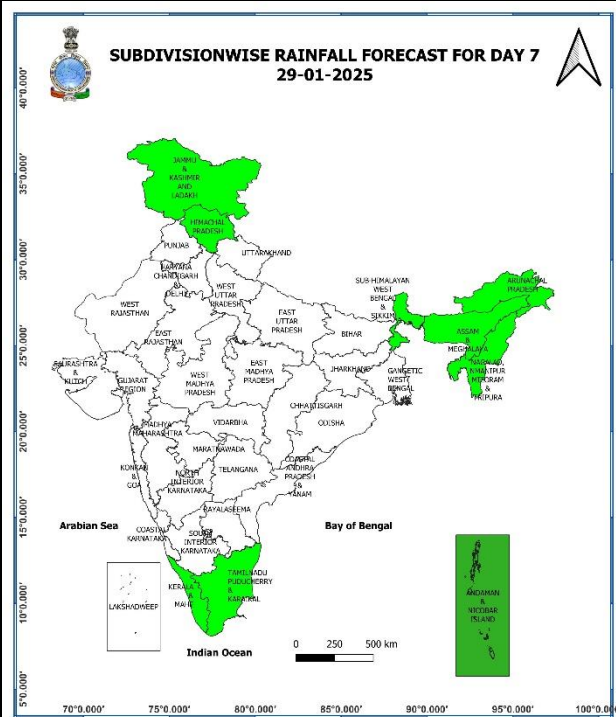 SUBDIVISIONWISE RAINFALL FORECAST FOR DAY 7
29-01-2025
40°0.000'
35°0.000'
30°0.000'
25°0.000'
20°0.000'
15°0.000'
10°0.000'
5°0.000'
JAMMU
&
KASHMIR
AND
LADAKH
HIMACHAL
PRADESH
PUNJAB
UTTARAKHAND
HARYANA
CHANDIGARH
&
DELHI
WEST
UTTAR
PRADESH
WEST
RAJASTHAN
EAST
RAJASTHAN
EAST
UTTAR
PRADESH
SUB-HIMALAYAN
WEST
BENGAL
&
SIKKIM
ARUNACHAL
PRADESH
ASSAM
&
MEGHALAYA
BIHAR
SAURASHTRA
&
KUTCH
GUJARAT
REGION
WEST
MADHYA
PRADESH
EAST
MADHYA
PRADESH
JHARKHAND
GANGETIC
WEST
BENGAL
MIZORAM
&
TRIPURA
CHHATTISGARH
ODISHA
MADHYA
MAHARASHTRA
VIDARBHA
MARATHWADA
TELANGANA
KONKAN
&
GOA
NORTH
INTERIOR
KARNATAKA
COASTAL
ANDHRA
PRADESH
&
YANAM
RAYALASEEMA
Arabian Sea
COASTAL
KARNATAKA
SOUTH
INTERIOR
KARNATAKA
Bay of Bengal
LAKSHADWEEP
KERALA
&
MAHE
TAMILNADU
PUDUCHERRY
&
KARAIKAL
ANDAMAN
&
NICOBAR
ISLAND
0 250 500 km
Indian Ocean
70°0.000' 75°0.000' 80°0.000' 85°0.000' 90°0.000' 95°0.000' 100°0.000'